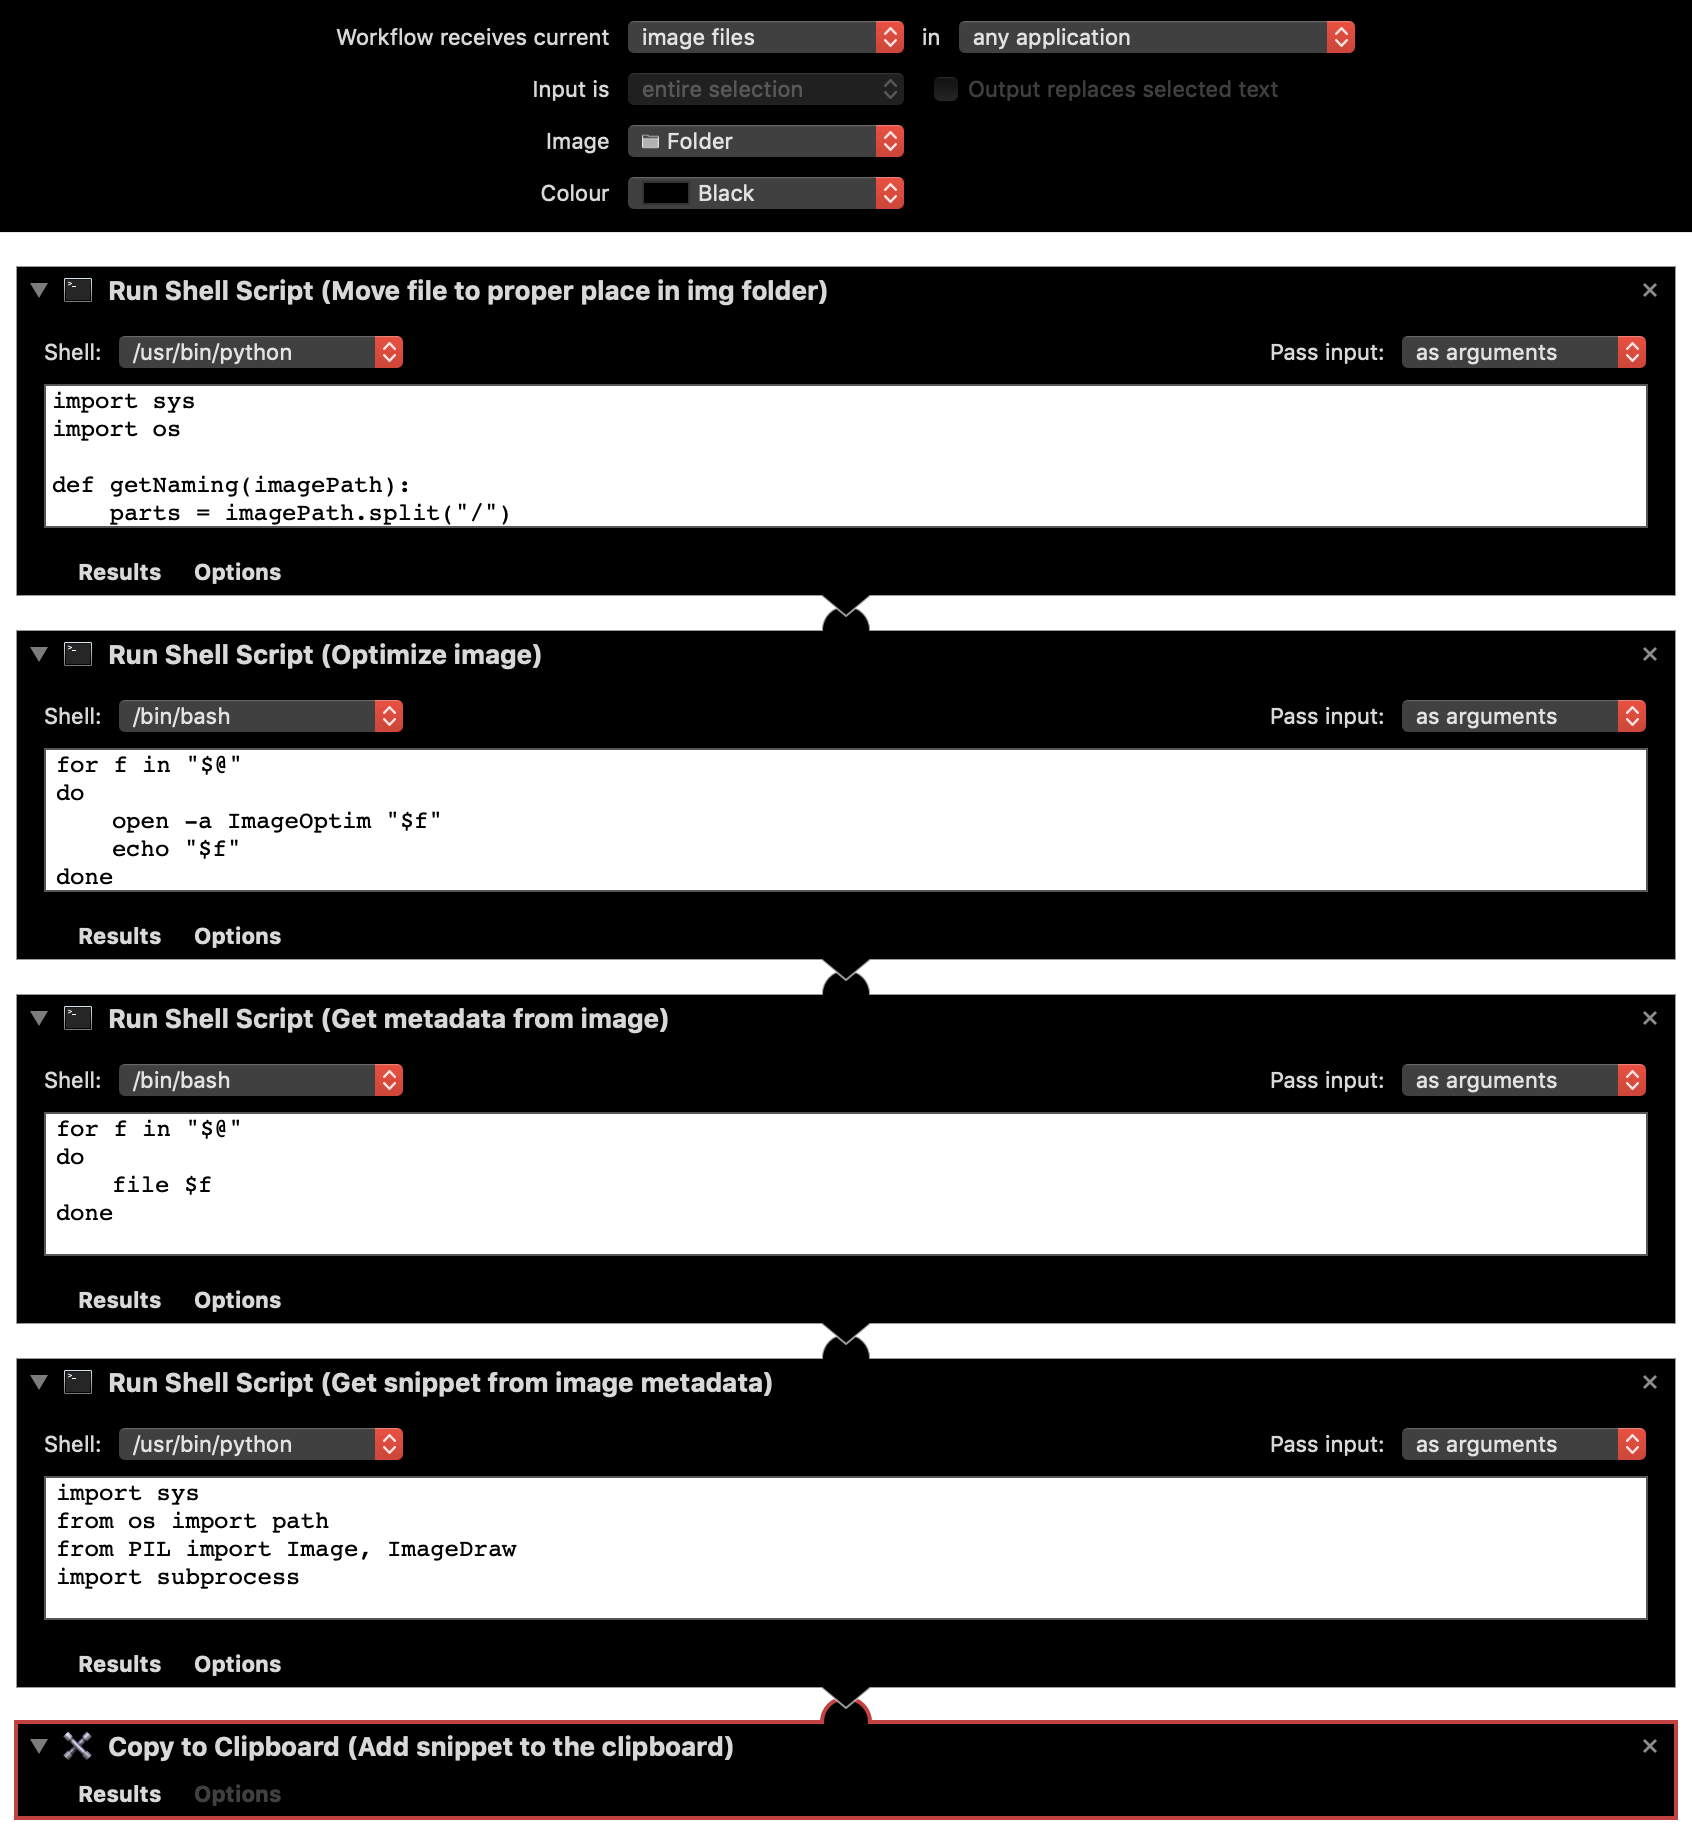 Workflow receives current image files in any application
Input is entire selection Output replaces selected text
Image Folder
Colour Black
Run Shell Script (Move file to proper place in img folder)
Shell: /usr/bin/python Pass input: as arguments
import sys
import os
def getNaming(imagePath):
    parts = imagePath.split("/")
Results Options
Run Shell Script (Optimize image)
Shell: /bin/bash Pass input: as arguments
for f in "$@"
do
    open -a ImageOptim "$f"
    echo "$f"
done
Results Options
Run Shell Script (Get metadata from image)
Shell: /bin/bash Pass input: as arguments
for f in "$@"
do
    file $f
done
Results Options
Run Shell Script (Get snippet from image metadata)
Shell: /usr/bin/python Pass input: as arguments
import sys
from os import path
from PIL import Image, ImageDraw
import subprocess
Results Options
Copy to Clipboard (Add snippet to the clipboard)
Results Options